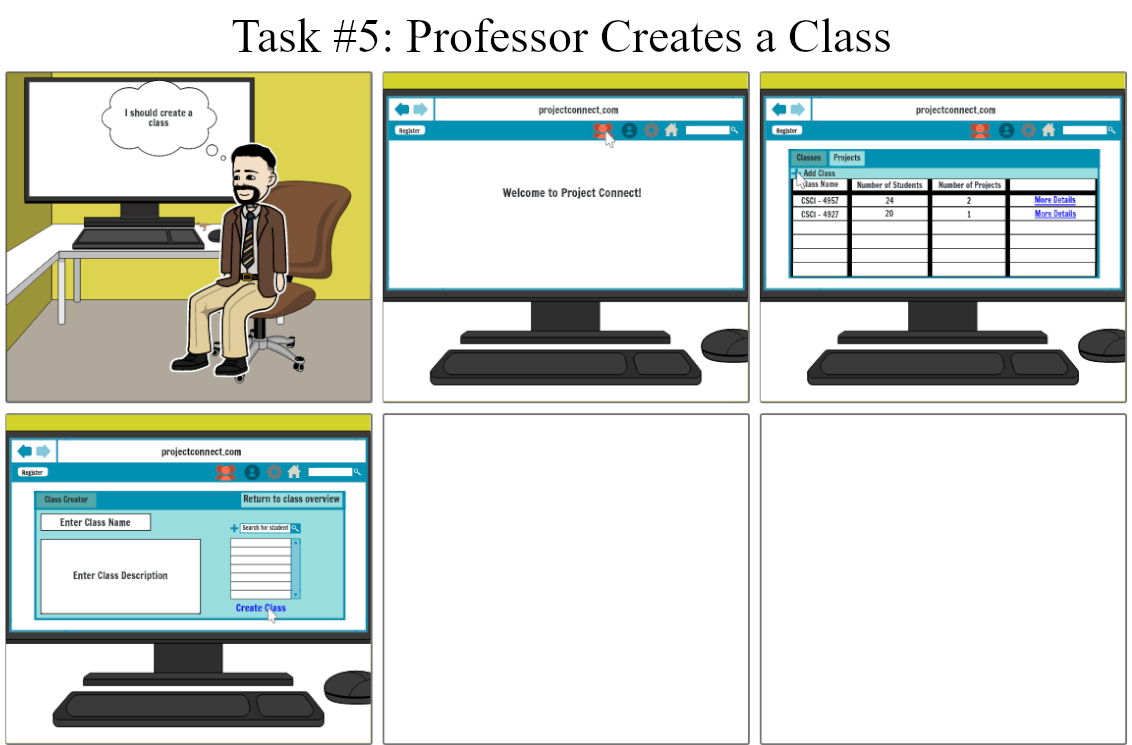 Task #5: Professor Creates a Class
I should create a
class
projectconnect.com
Register
Welcome to Project Connect!
projectconnect.com
Register
Classes Projects
Add Class
Class Name Number of Students Number of Projects
CSCI - 4957 24 2 More Details
CSCI - 4927 20 1 More Details
projectconnect.com
Register
Class Creator Return to class overview
Enter Class Name
Search for student
Enter Class Description
Create Class